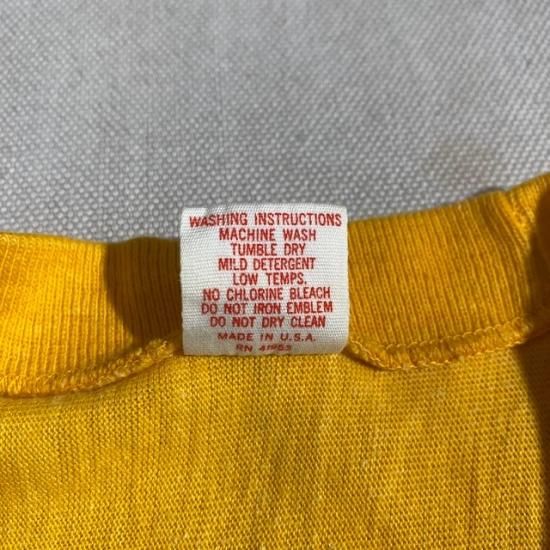 WASHING INSTRUCTIONS
MACHINE WASH
TUMBLE DRY
MILD DETERGENT
LOW TEMPS.
NO CHLORINE BLEACH
DO NOT IRON EMBLEM
DO NOT DRY CLEAN
MADE IN U.S.A.
RN